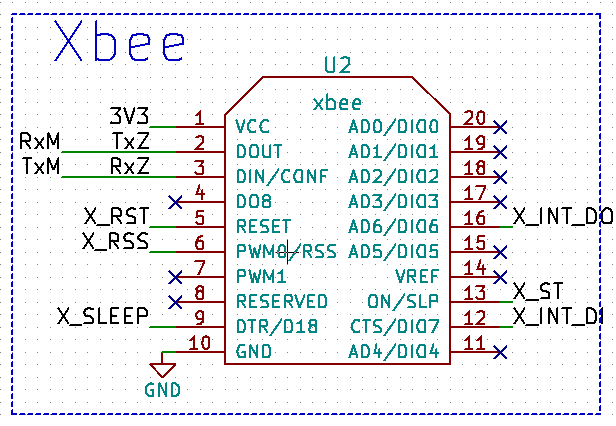 Xbee
U2
xbee
3V3 1 VCC AD0/DIO0 20
RxM TxZ 2 DOUT AD1/DIO1 19
TxM RxZ 3 DIN/CONF AD2/DIO2 18
4 DO8 AD3/DIO3 17
X_RST 5 RESET AD6/DIO6 16 X_INT_DO
X_RSS 6 PWM0/RSS AD5/DIO5 15
7 PWM1 VREF 14
8 RESERVED ON/SLP 13 X_ST
X_SLEEP 9 DTR/D18 CTS/DIO7 12 X_INT_DI
10 GND AD4/DIO4 11
GND